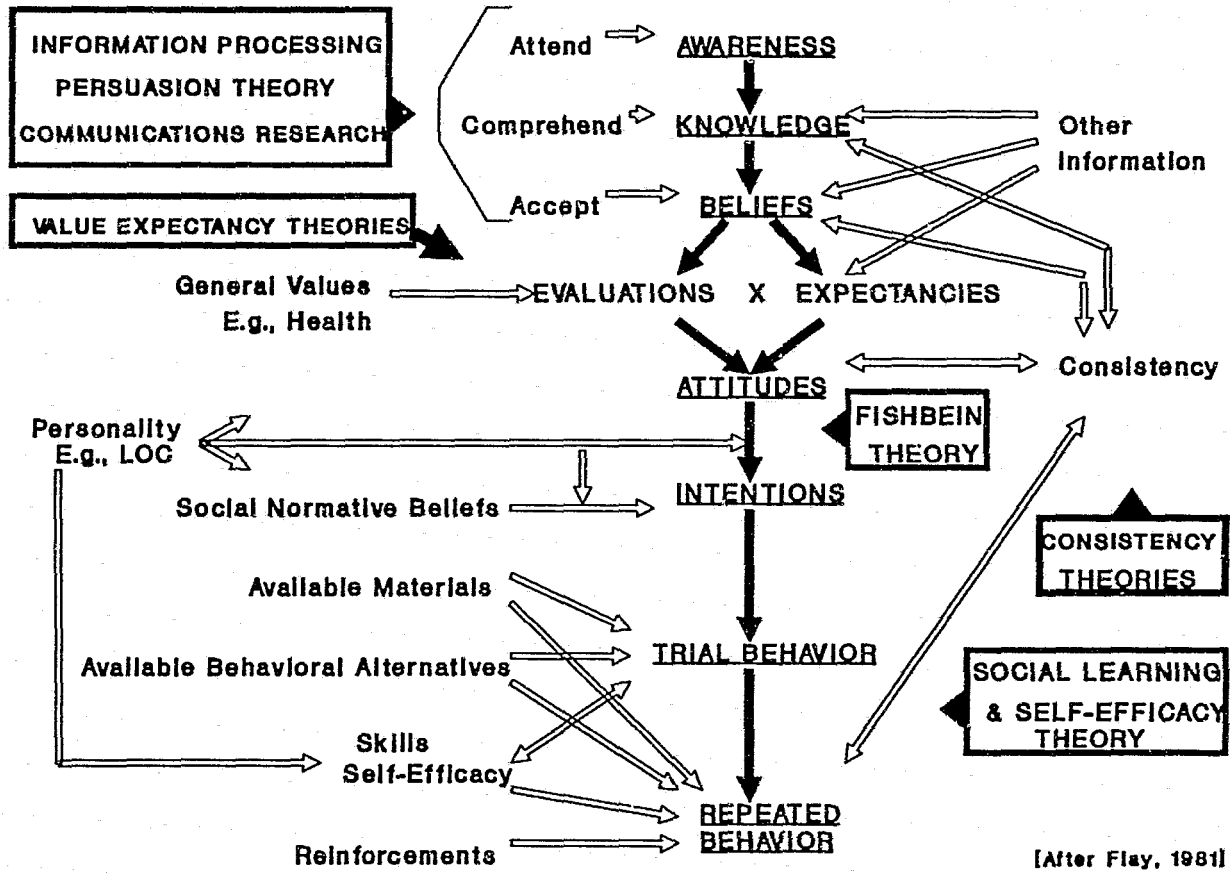 INFORMATION PROCESSING
PERSUASION THEORY
COMMUNICATIONS RESEARCH
Attend
AWARENESS
Comprehend
KNOWLEDGE
Other
Information
Accept
BELIEFS
VALUE EXPECTANCY THEORIES
General Values
E.g., Health
EVALUATIONS X EXPECTANCIES
Consistency
ATTITUDES
FISHBEIN
THEORY
Personality
E.g., LOC
INTENTIONS
Social Normative Beliefs
CONSISTENCY
THEORIES
Available Materials
Available Behavioral Alternatives
TRIAL BEHAVIOR
SOCIAL LEARNING
& SELF-EFFICACY
THEORY
Skills
Self-Efficacy
REPEATED
BEHAVIOR
Reinforcements
[After Flay, 1981]